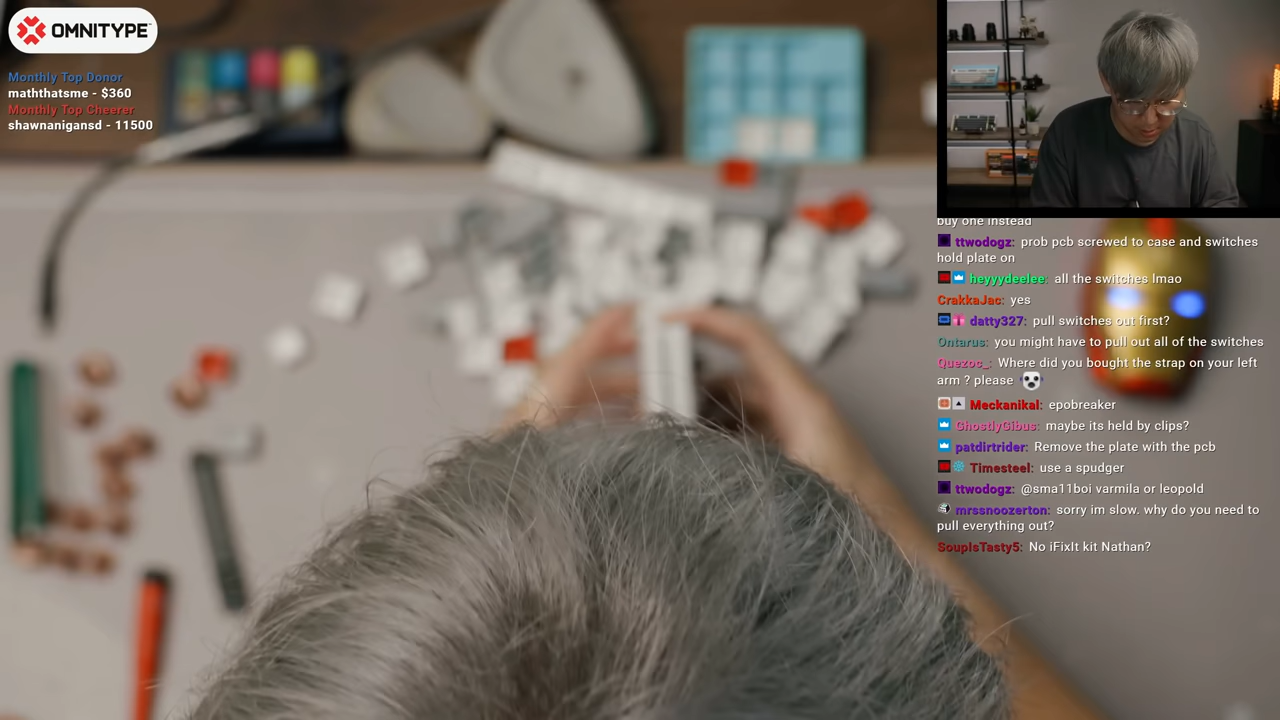 OMNITYPE
Monthly Top Donor
maththatsme - $360
Monthly Top Cheerer
shawnanigansd - 11500
buy one instead
ttwodogz: prob pcb screwed to case and switches
hold plate on
heyyydeelee: all the switches lmao
CrakkaJac: yes
datty327: pull switches out first?
Ontarus: you might have to pull out all of the switches
Quezoc_: Where did you bought the strap on your left
arm ? please
Meckanikal: epobreaker
GhostlyGibus: maybe its held by clips?
patdirtrider: Remove the plate with the pcb
Timesteel: use a spudger
ttwodogz: @sma11boi varmila or leopold
mrssnoozerton: sorry im slow. why do you need to
pull everything out?
SoupIsTasty5: No iFixIt kit Nathan?